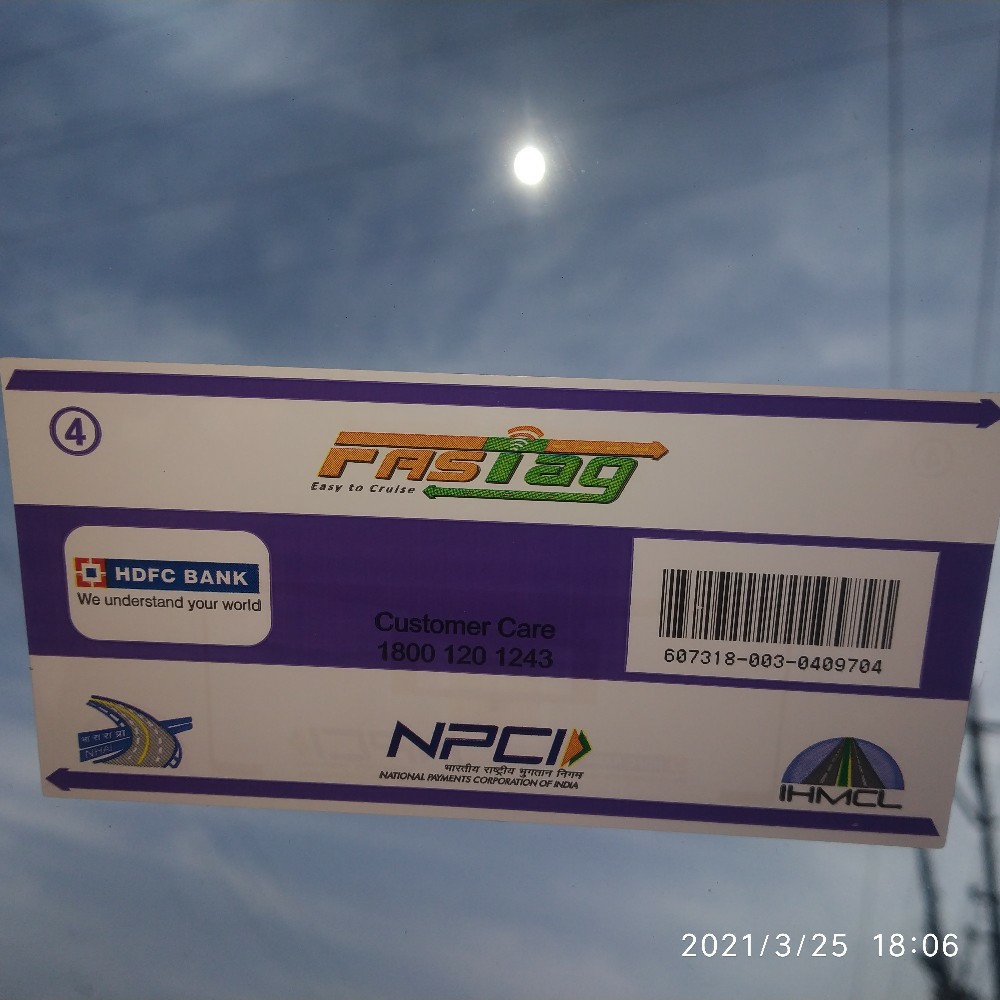 4
FASTag
Easy to Cruise
HDFC BANK
We understand your world
Customer Care
1800 120 1243
607318-003-0409704
भा रा रा प्रा
NHAI
NPCI
भारतीय राष्ट्रीय भुगतान निगम
NATIONAL PAYMENTS CORPORATION OF INDIA
IHMCL
2021/3/25 18:06